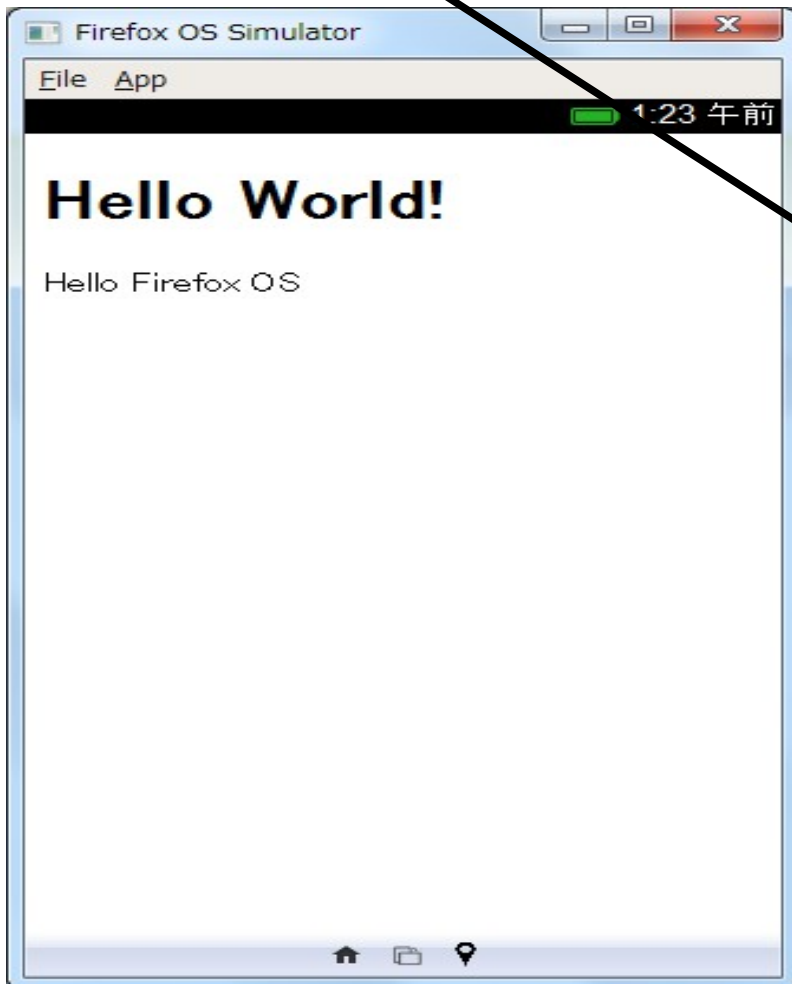 Firefox OS Simulator
File App
1:23 午前
Hello World!
Hello Firefox OS